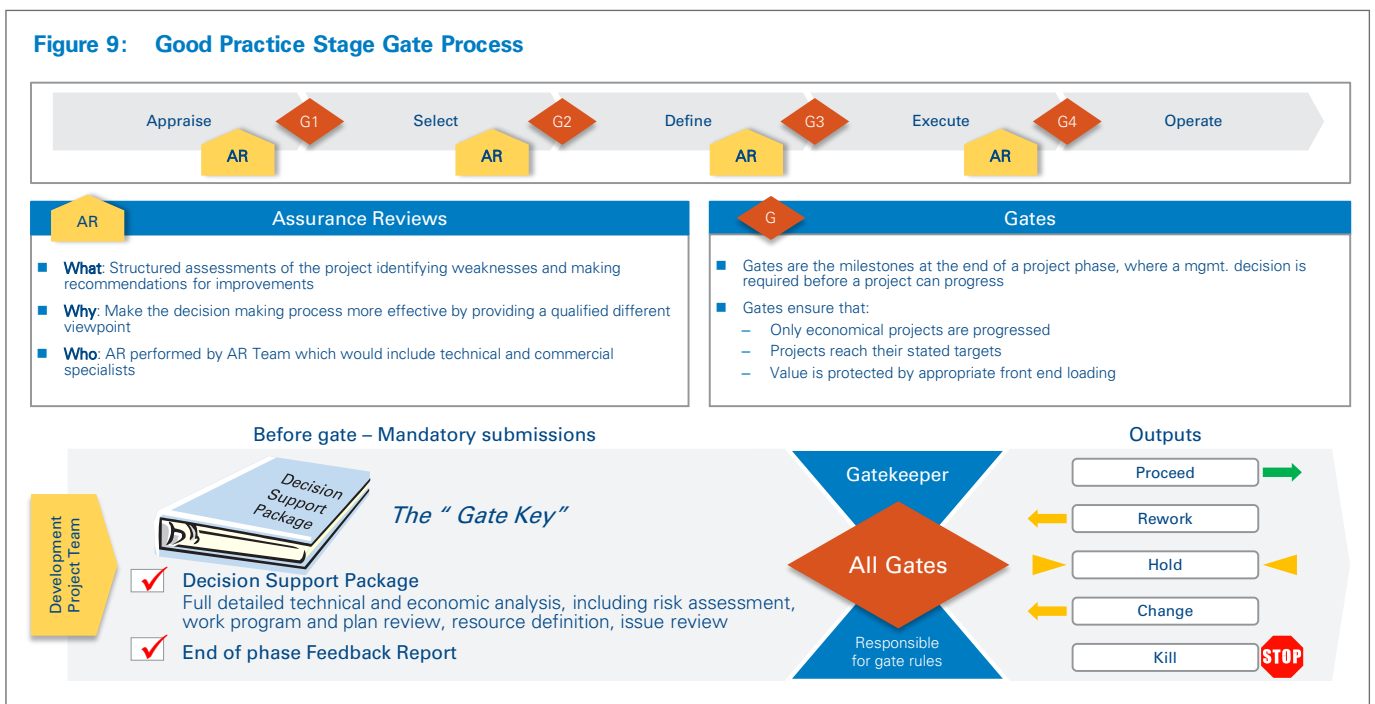 Figure 9: Good Practice Stage Gate Process
Appraise
G1
Select
G2
Define
G3
Execute
G4
Operate
AR
AR
AR
AR
AR
Assurance Reviews
What: Structured assessments of the project identifying weaknesses and making
recommendations for improvements
Why: Make the decision making process more effective by providing a qualified different
viewpoint
Who: AR performed by AR Team which would include technical and commercial
specialists
G
Gates
Gates are the milestones at the end of a project phase, where a mgmt. decision is
required before a project can progress
Gates ensure that:
– Only economical projects are progressed
– Projects reach their stated targets
– Value is protected by appropriate front end loading
Before gate – Mandatory submissions
Development
Project Team
Decision
Support
Package
The “ Gate Key”
Decision Support Package
Full detailed technical and economic analysis, including risk assessment,
work program and plan review, resource definition, issue review
End of phase Feedback Report
Gatekeeper
All Gates
Responsible
for gate rules
Outputs
Proceed
Rework
Hold
Change
Kill
STOP